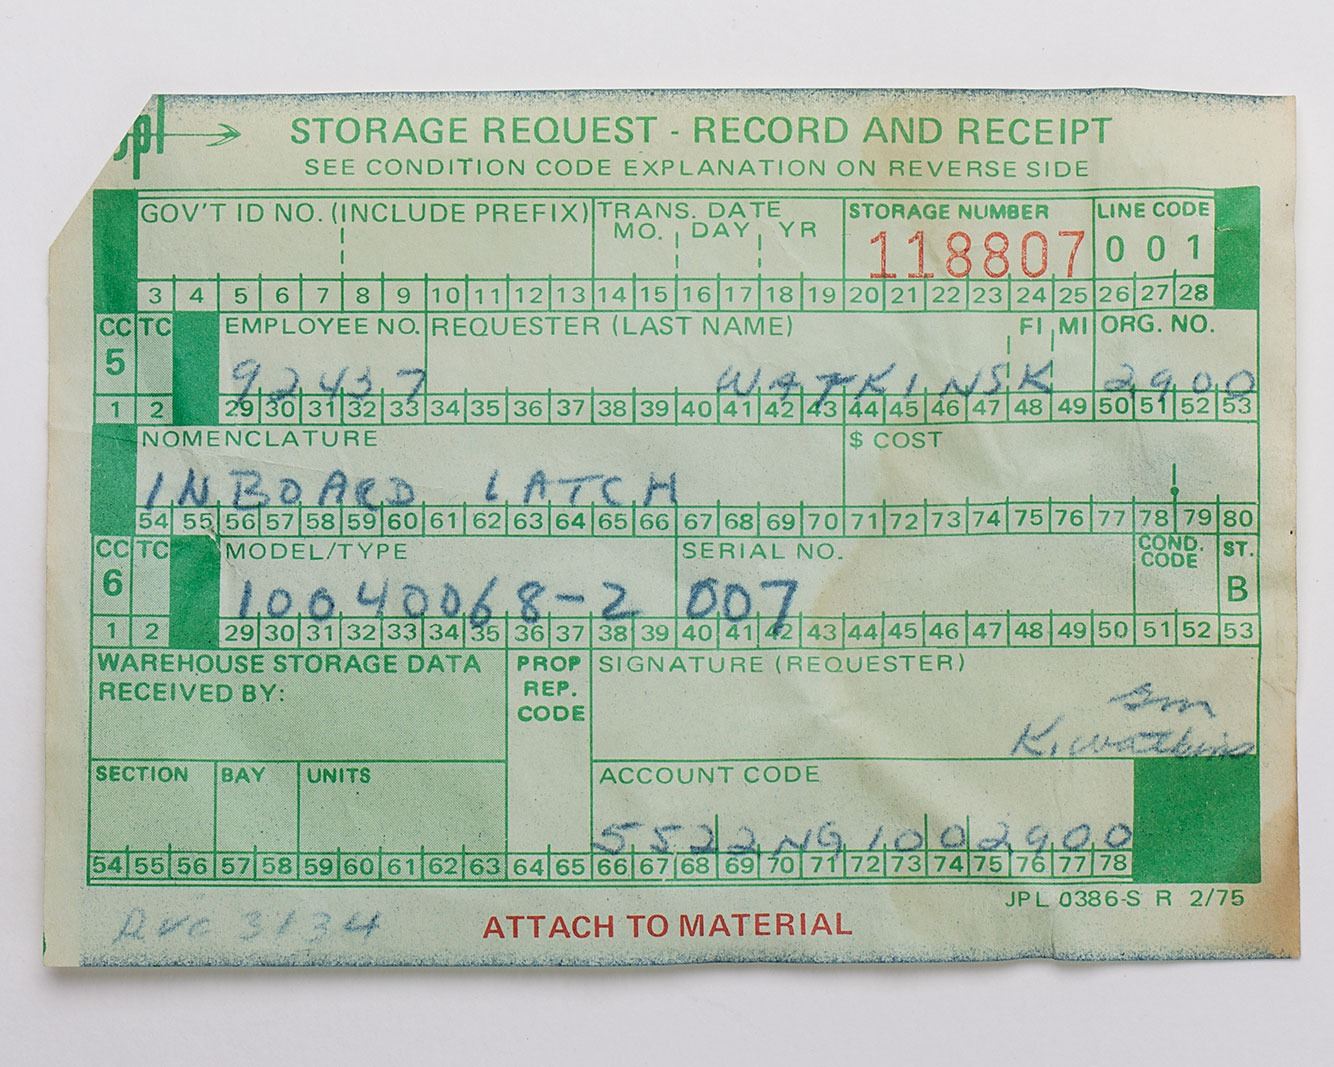 jpl STORAGE REQUEST - RECORD AND RECEIPT
SEE CONDITION CODE EXPLANATION ON REVERSE SIDE
GOV'T ID NO. (INCLUDE PREFIX) TRANS. DATE STORAGE NUMBER LINE CODE
MO. DAY YR 118807 001
3 4 5 6 7 8 9 10 11 12 13 14 15 16 17 18 19 20 21 22 23 24 25 26 27 28
CC TC EMPLOYEE NO. REQUESTER (LAST NAME) FI MI ORG. NO.
5 92437 WATKINSK 2900
1 2 29 30 31 32 33 34 35 36 37 38 39 40 41 42 43 44 45 46 47 48 49 50 51 52 53
NOMENCLATURE $ COST
INBOARD LATCH
54 55 56 57 58 59 60 61 62 63 64 65 66 67 68 69 70 71 72 73 74 75 76 77 78 79 80
CC TC MODEL/TYPE SERIAL NO. COND. CODE ST.
6 10040068-2 007 B
1 2 29 30 31 32 33 34 35 36 37 38 39 40 41 42 43 44 45 46 47 48 49 50 51 52 53
WAREHOUSE STORAGE DATA PROP SIGNATURE (REQUESTER)
RECEIVED BY: REP.
CODE
K. Watkins
SECTION BAY UNITS ACCOUNT CODE
5522NG1002900
54 55 56 57 58 59 60 61 62 63 64 65 66 67 68 69 70 71 72 73 74 75 76 77 78
JPL 0386-S R 2/75
3134 ATTACH TO MATERIAL